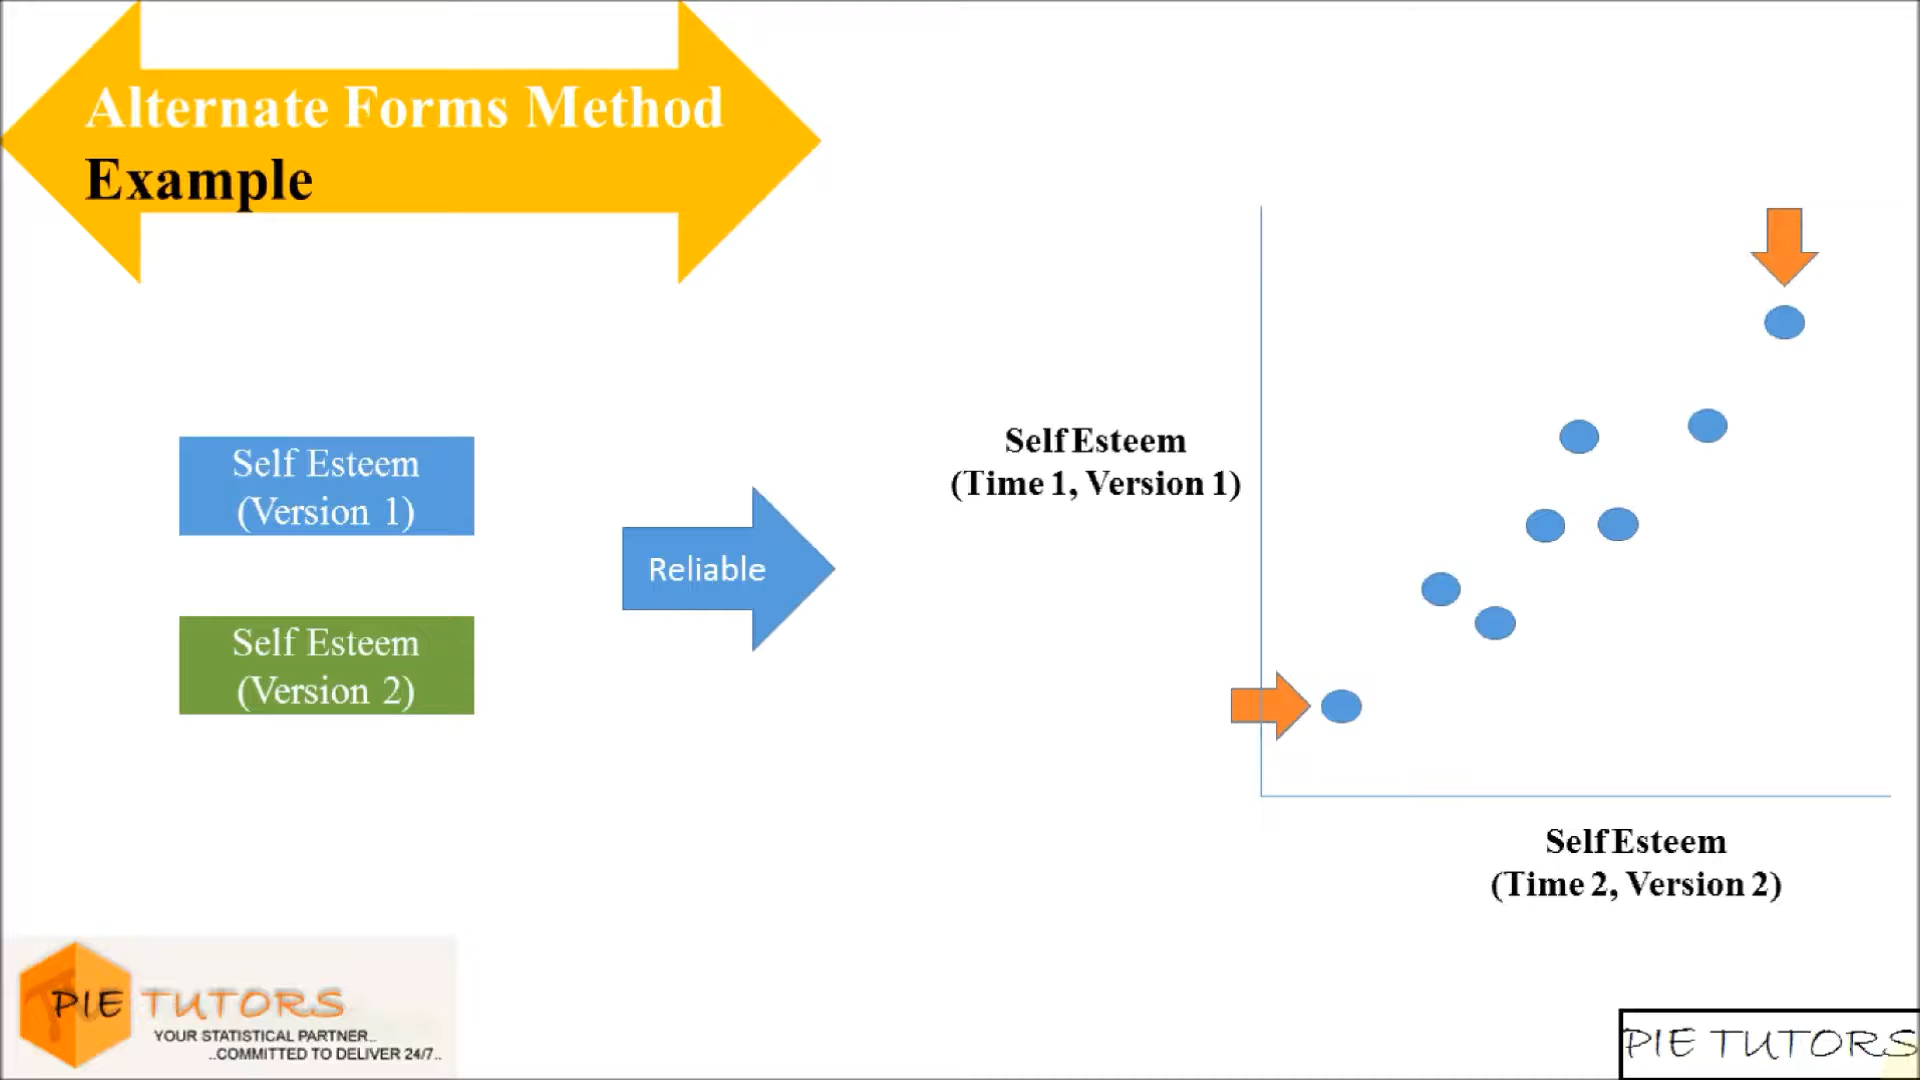 Alternate Forms Method
Example
Self Esteem
(Version 1)
Self Esteem
(Version 2)
Reliable
Self Esteem
(Time 1, Version 1)
Self Esteem
(Time 2, Version 2)
PIE TUTORS
YOUR STATISTICAL PARTNER..
..COMMITTED TO DELIVER 24/7..
PIE TUTORS